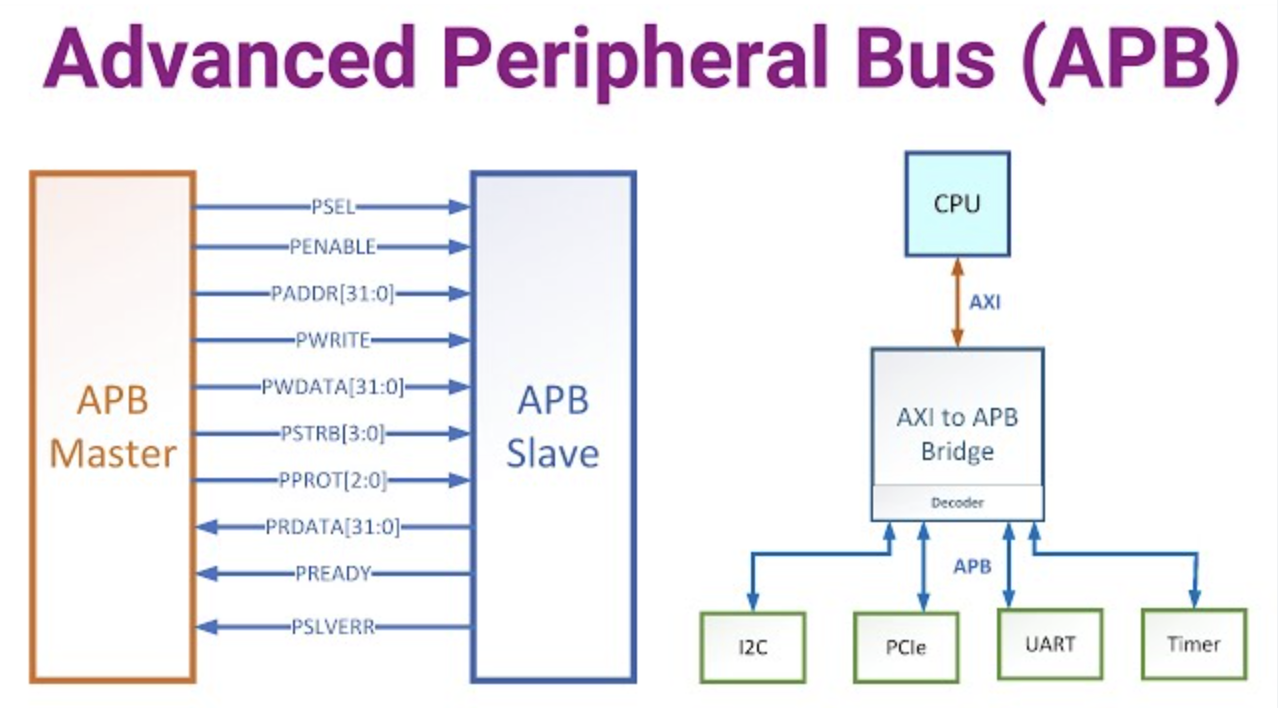 Advanced Peripheral Bus (APB)
APB
Master
PSEL
PENABLE
PADDR[31:0]
PWRITE
PWDATA[31:0]
PSTRB[3:0]
PPROT[2:0]
PRDATA[31:0]
PREADY
PSLVERR
APB
Slave
CPU
AXI
AXI to APB
Bridge
Decoder
APB
I2C
PCIe
UART
Timer